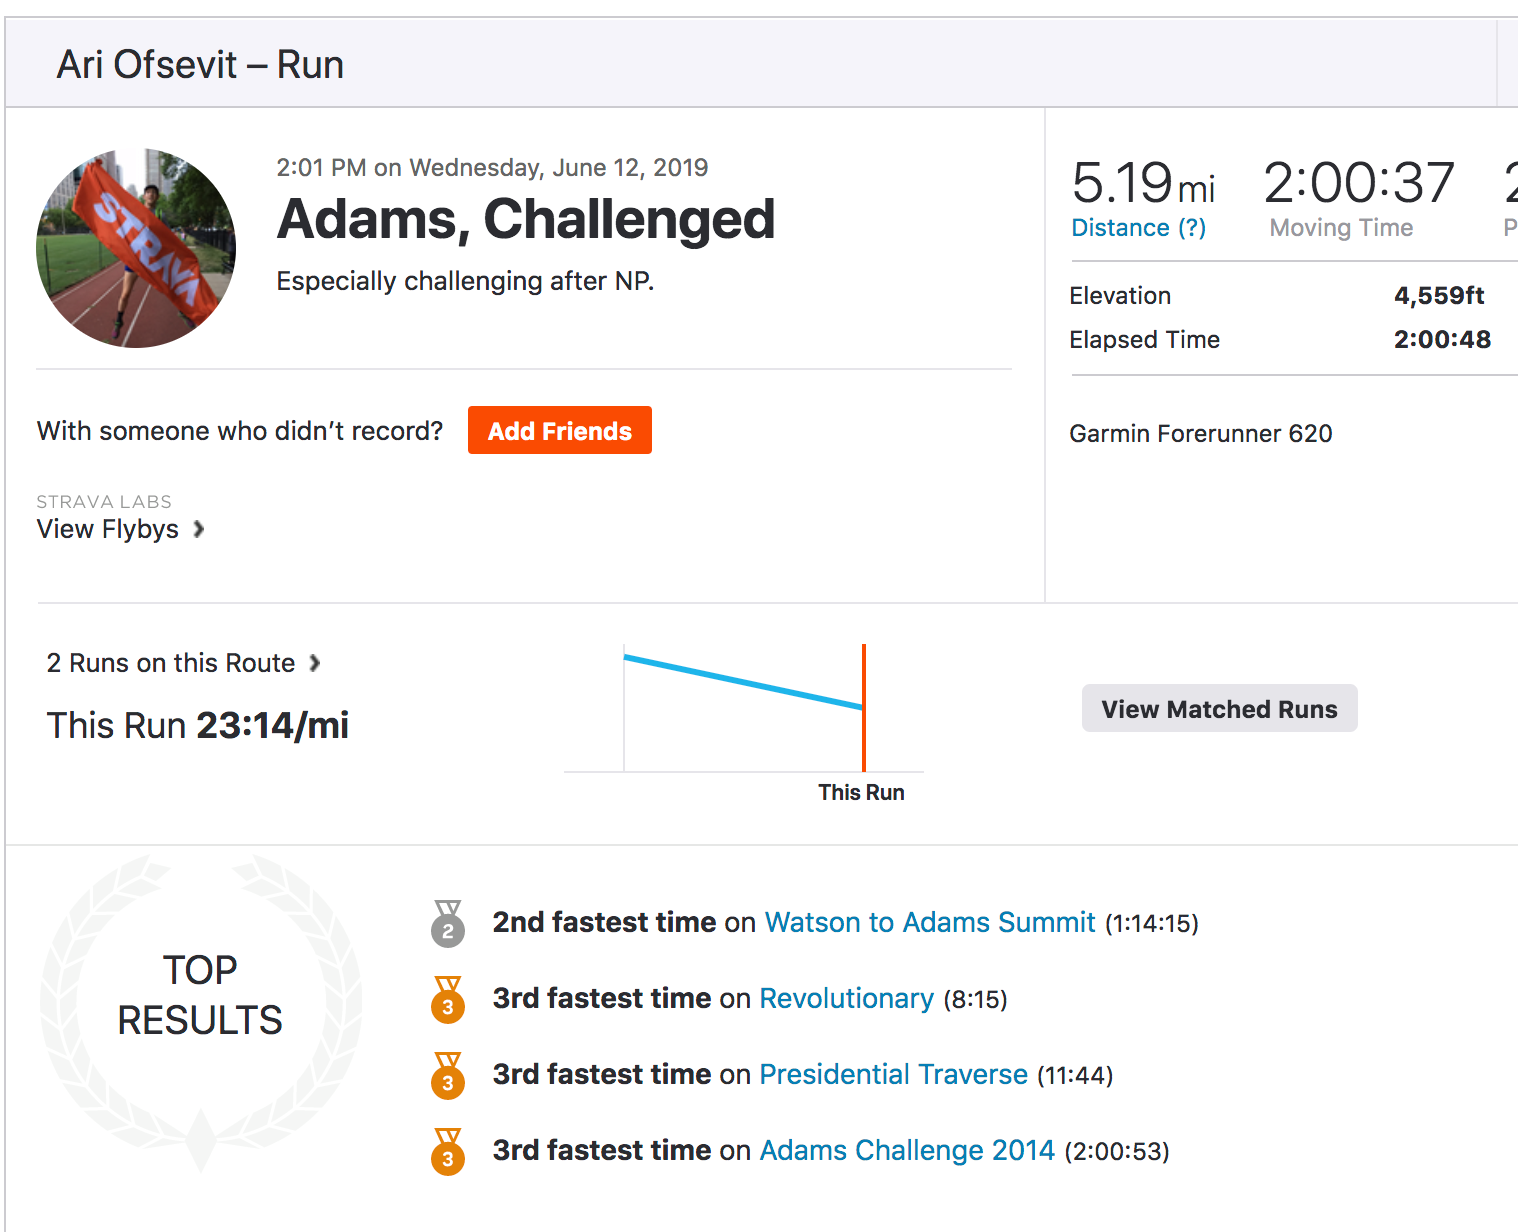 Ari Ofsevit – Run
2:01 PM on Wednesday, June 12, 2019
Adams, Challenged
Especially challenging after NP.
STRAVA
With someone who didn't record?
Add Friends
STRAVA LABS
View Flybys
5.19 mi
Distance (?)
2:00:37
Moving Time
2
P
Elevation
4,559ft
Elapsed Time
2:00:48
Garmin Forerunner 620
2 Runs on this Route
This Run 23:14/mi
This Run
View Matched Runs
TOP
RESULTS
2
2nd fastest time on Watson to Adams Summit (1:14:15)
3
3rd fastest time on Revolutionary (8:15)
3
3rd fastest time on Presidential Traverse (11:44)
3
3rd fastest time on Adams Challenge 2014 (2:00:53)